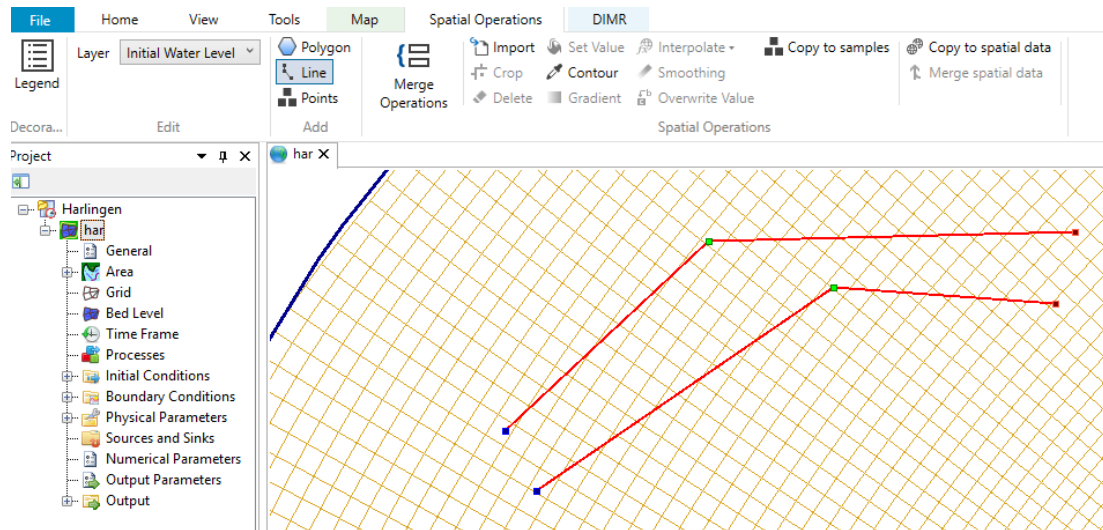 File Home View Tools Map Spatial Operations DIMR
Legend
Layer Initial Water Level
Polygon
Line
Points
Merge
Operations
Import Set Value Interpolate Copy to samples
Crop Contour Smoothing
Delete Gradient Overwrite Value
Copy to spatial data
Merge spatial data
Decora... Edit Add Spatial Operations
Project
har
Harlingen
har
General
Area
Grid
Bed Level
Time Frame
Processes
Initial Conditions
Boundary Conditions
Physical Parameters
Sources and Sinks
Numerical Parameters
Output Parameters
Output